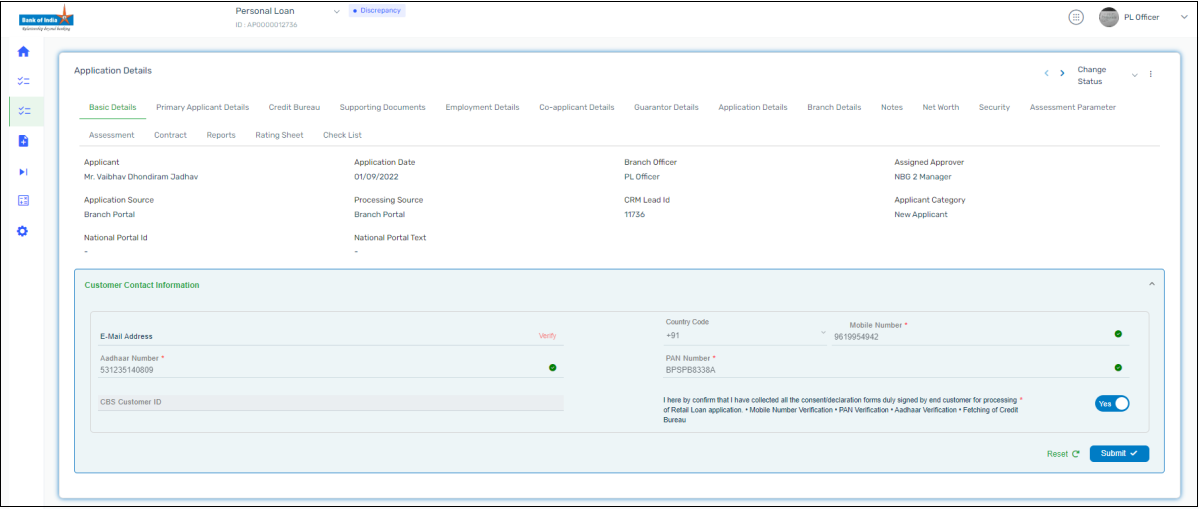 Bank of India
Relationship beyond banking
Personal Loan
Discrepancy
ID : AP0000012736
PL Officer
Application Details
Change
Status
Basic Details Primary Applicant Details Credit Bureau Supporting Documents Employment Details Co-applicant Details Guarantor Details Application Details Branch Details Notes Net Worth Security Assessment Parameter
Assessment Contract Reports Rating Sheet Check List
Applicant Application Date Branch Officer Assigned Approver
Mr. Vaibhav Dhondiram Jadhav 01/09/2022 PL Officer NBG 2 Manager
Application Source Processing Source CRM Lead Id Applicant Category
Branch Portal Branch Portal 11736 New Applicant
National Portal Id National Portal Text
- -
Customer Contact Information
Country Code Mobile Number *
E-Mail Address Verify +91 9619954942
Aadhaar Number * PAN Number *
531235140809 BPSPB8338A
CBS Customer ID
I here by confirm that I have collected all the consent/declaration forms duly signed by end customer for processing *
of Retail Loan application. • Mobile Number Verification • PAN Verification • Aadhaar Verification • Fetching of Credit
Bureau
Yes
Reset Submit